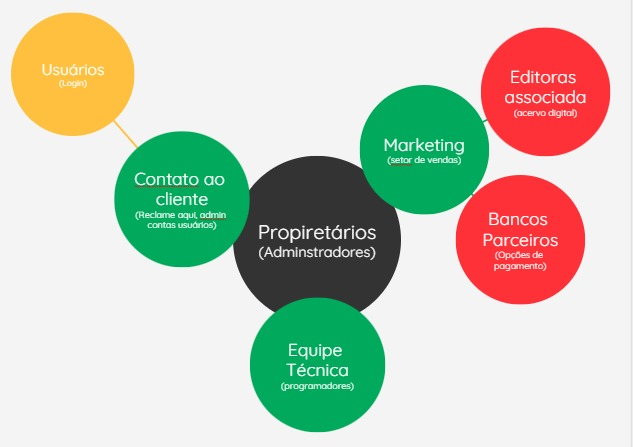 Usuários
(Login)
Contato ao
cliente
(Reclame aqui, admin
contas usuários)
Propiretários
(Adminstradores)
Marketing
(setor de vendas)
Editoras
associada
(acervo digital)
Bancos
Parceiros
(Opções de
pagamento)
Equipe
Técnica
(programadores)